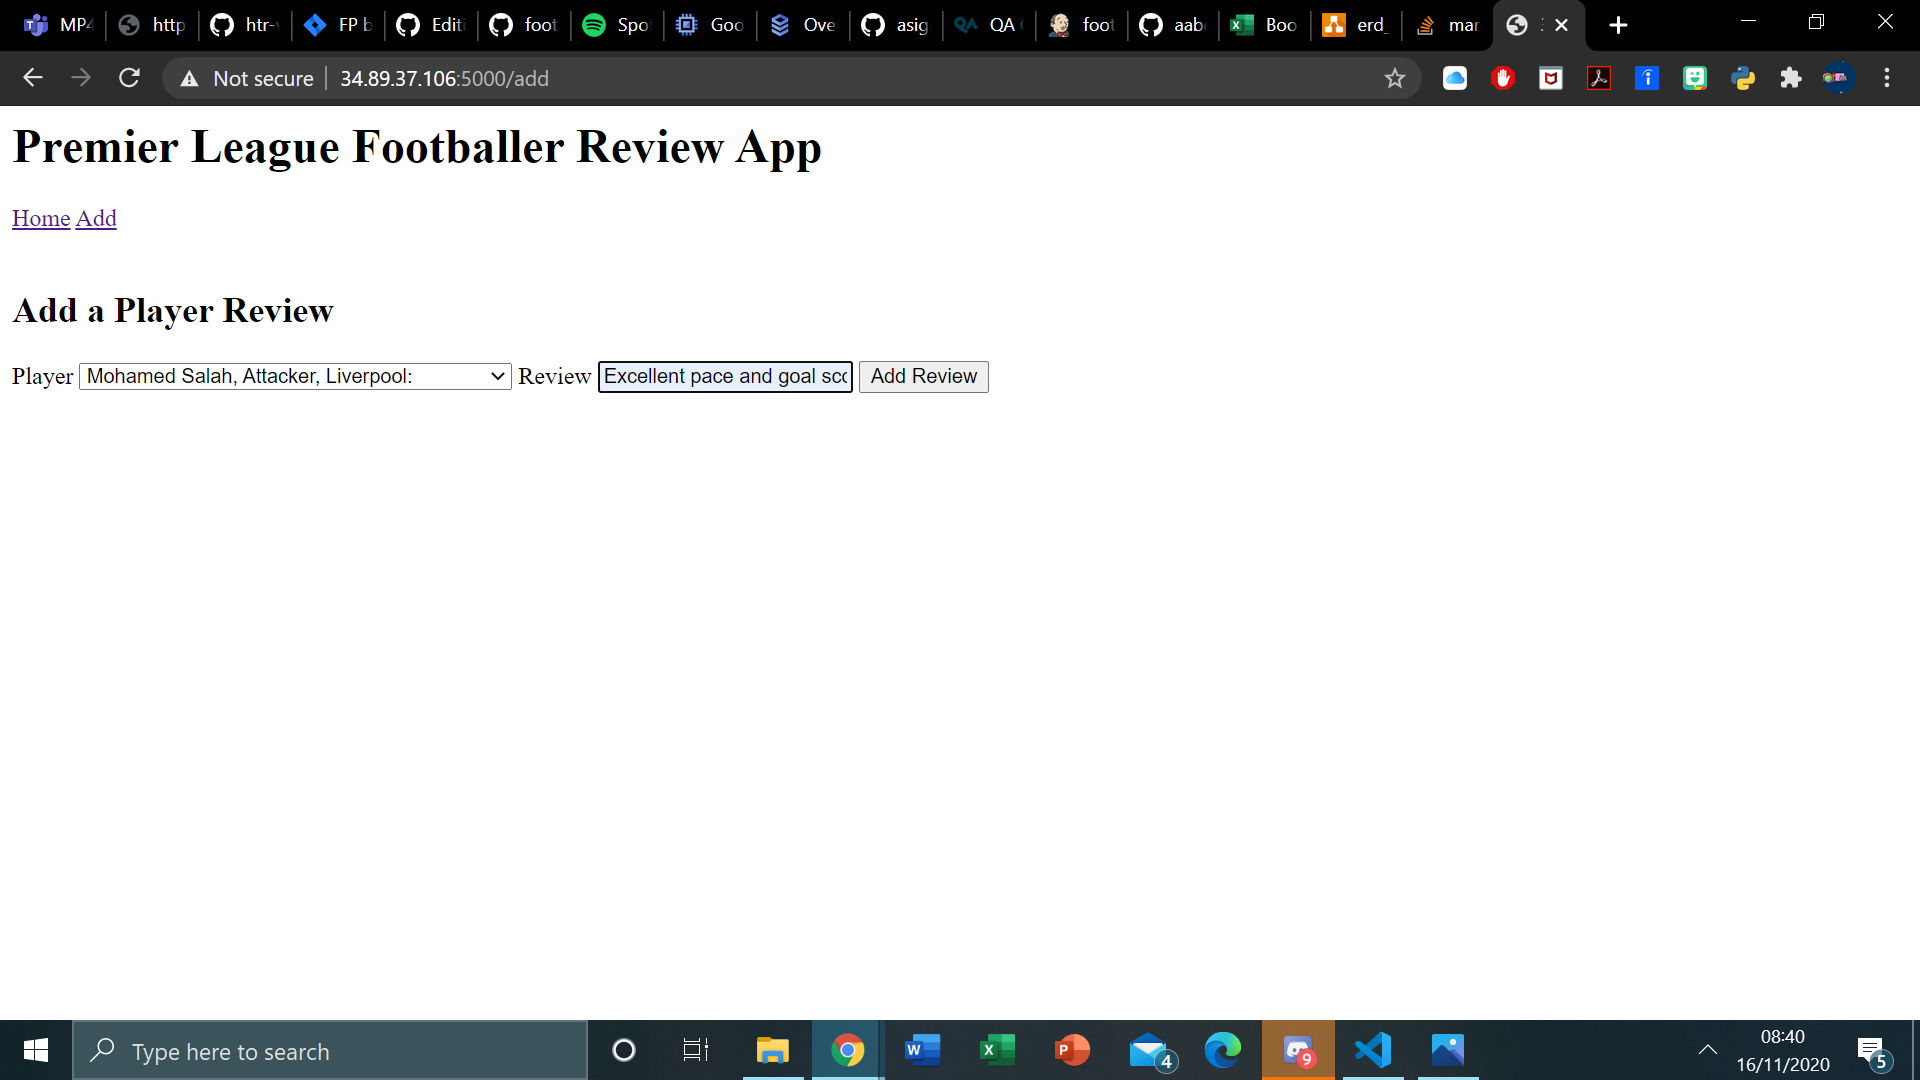 MP4 http htr- FP b Editi foot Spot Goo Ove asig QA foot aab Boo erd_ mar
Not secure 34.89.37.106:5000/add
Premier League Footballer Review App
Home Add
Add a Player Review
Player Mohamed Salah, Attacker, Liverpool: Review Excellent pace and goal sco Add Review
Type here to search
4
9
08:40
16/11/2020
5